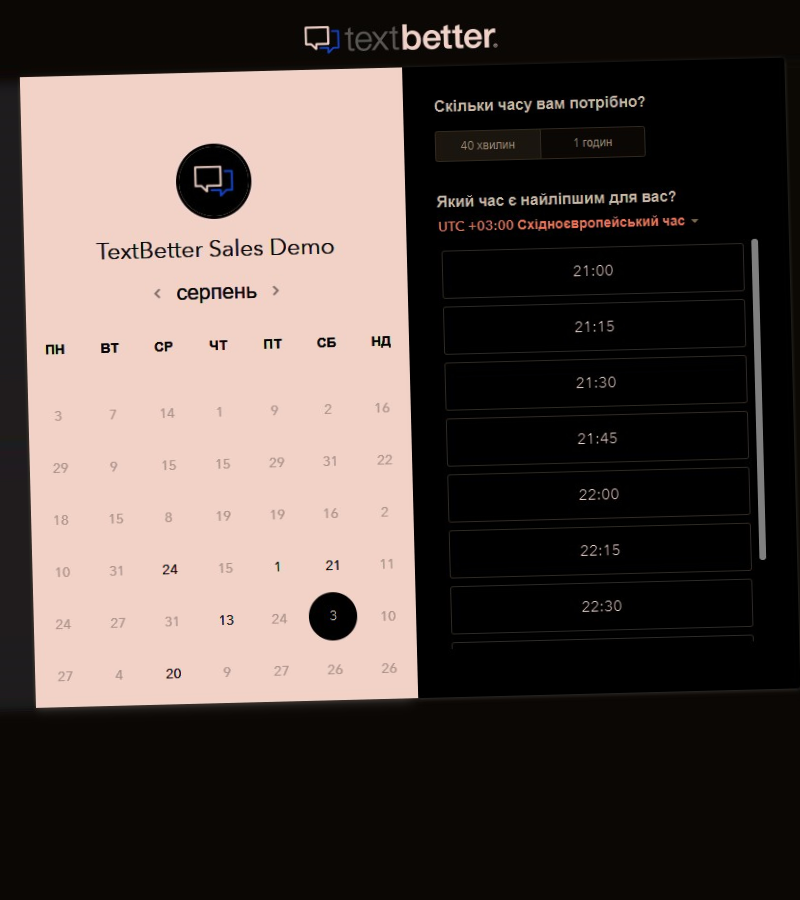 textbetter.
TextBetter Sales Demo
серпень
ПН ВТ СР ЧТ ПТ СБ НД
3 7 14 1 9 2 16
29 9 15 15 29 31 22
18 15 8 19 19 16 2
10 31 24 15 1 21 11
24 27 31 13 24 3 10
27 4 20 9 27 26 26
Скільки часу вам потрібно?
40 хвилин 1 годин
Який час є найліпшим для вас?
UTC +03:00 Східноєвропейський час
21:00
21:15
21:30
21:45
22:00
22:15
22:30